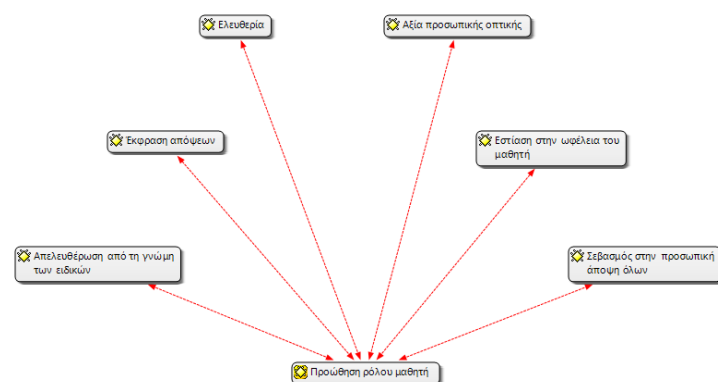 Ελευθερία
Αξία προσωπικής οπτικής
Έκφραση απόψεων
Εστίαση στην ωφέλεια του
μαθητή
Απελευθέρωση από τη γνώμη
των ειδικών
Σεβασμός στην προσωπική
άποψη όλων
Προώθηση ρόλου μαθητή